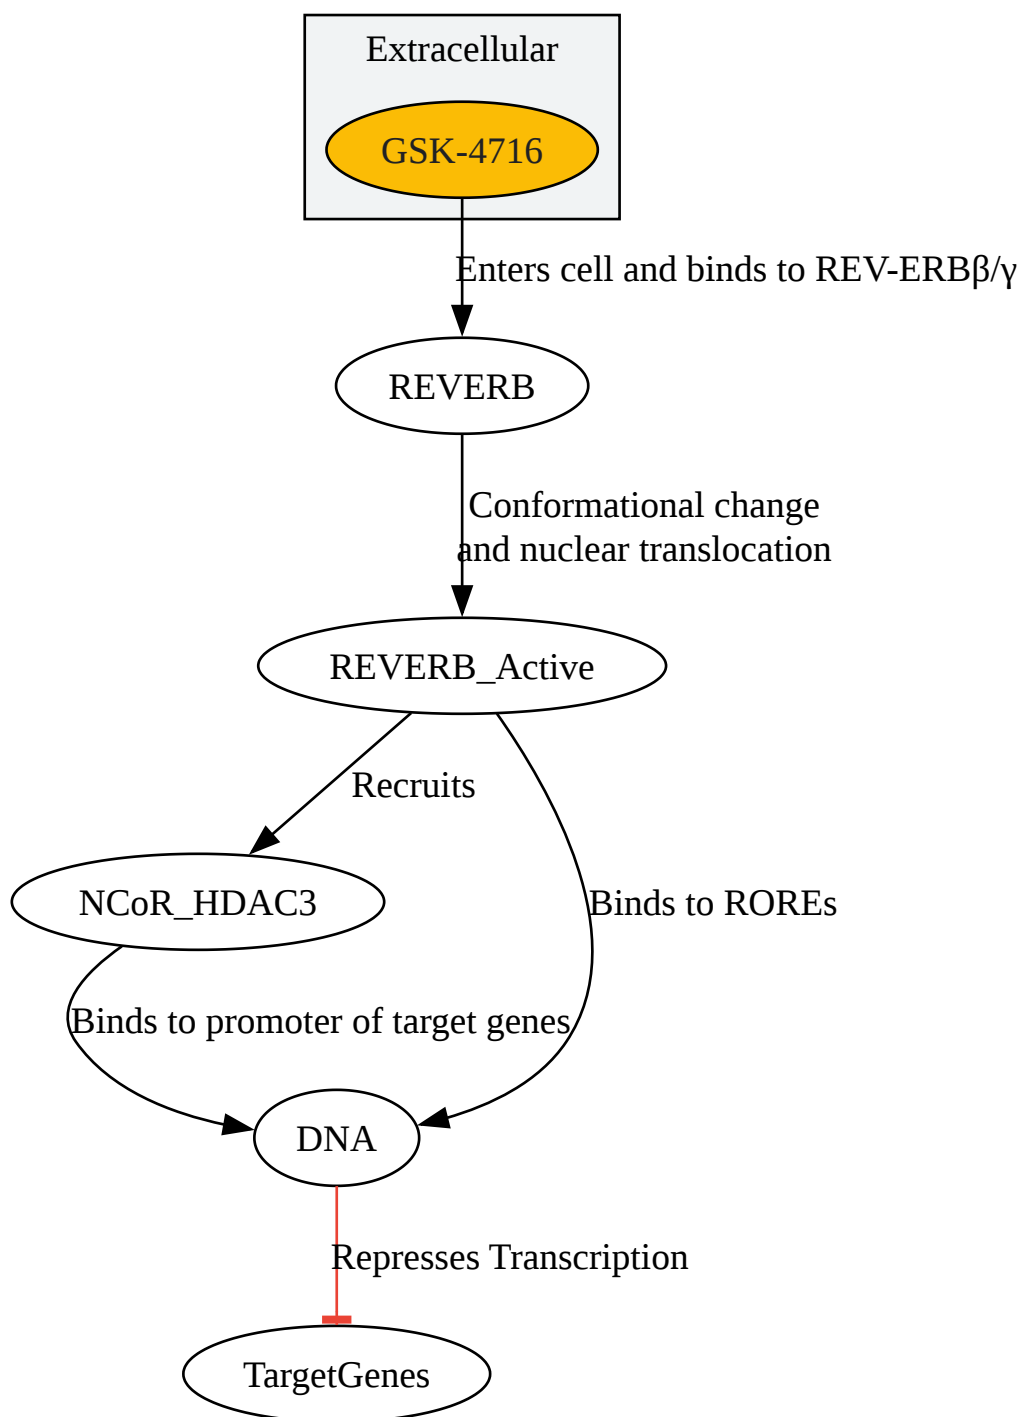 Extracellular
GSK-4716
Enters cell and binds to REV-ERBβ/γ
REVERB
Conformational change
and nuclear translocation
REVERB_Active
Recruits
NCoR_HDAC3
Binds to ROREs
Binds to promoter of target genes
DNA
Represses Transcription
TargetGenes